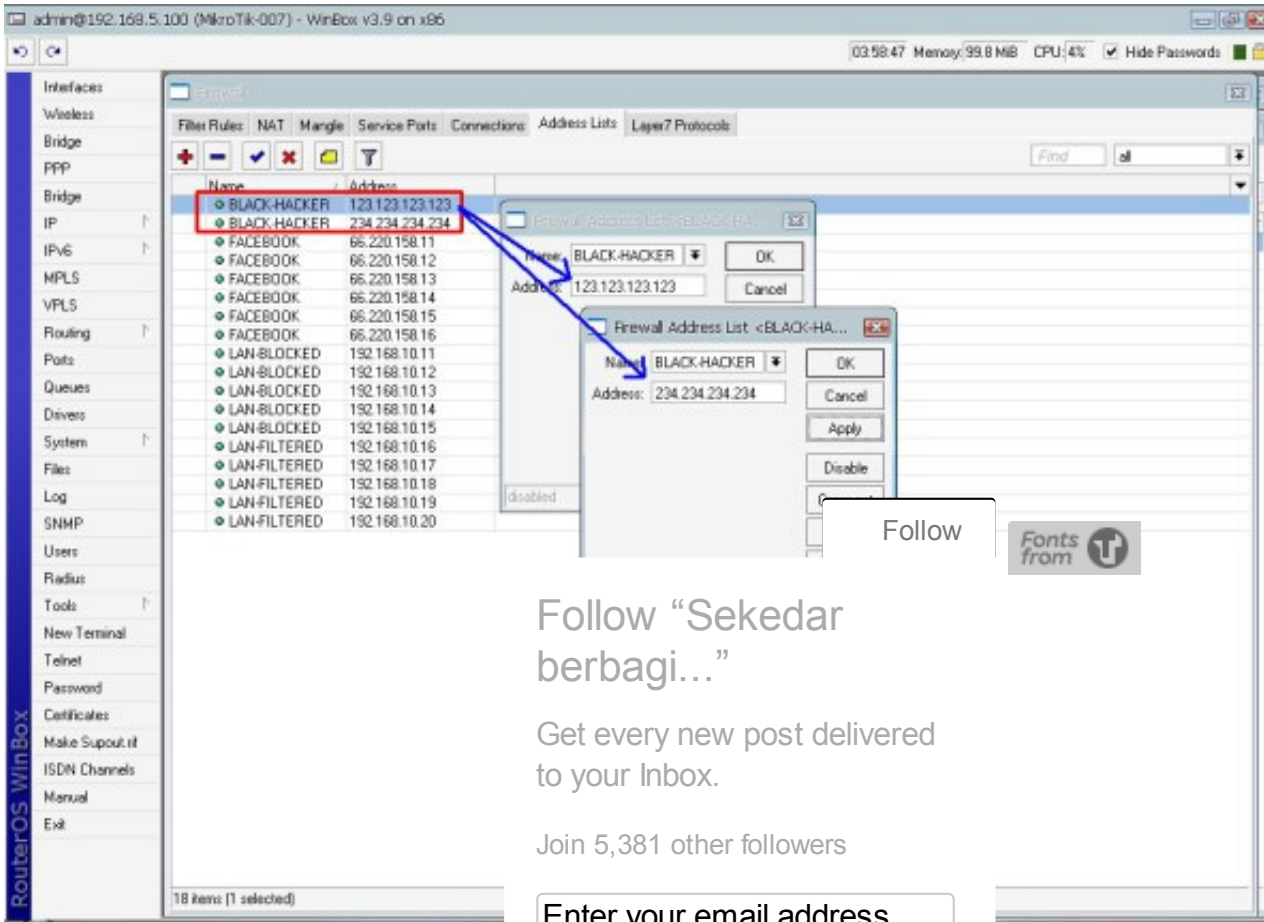 admin@192.168.5.100 (MikroTik-007) - WinBox v3.9 on x86
03:58:47 Memory: 99.8 MiB CPU: 4% Hide Passwords
Interfaces
Wireless
Bridge
PPP
Bridge
IP
IPv6
MPLS
VPLS
Routing
Ports
Queues
Drivers
System
Files
Log
SNMP
Users
Radius
Tools
New Terminal
Telnet
Password
Certificates
Make Supout.rif
ISDN Channels
Manual
Exit
RouterOS WinBox
Firewall
Filter Rules NAT Mangle Service Ports Connections Address Lists Layer7 Protocols
Find all
Name / Address
BLACK-HACKER 123.123.123.123
BLACK-HACKER 234.234.234.234
FACEBOOK 66.220.158.11
FACEBOOK 66.220.158.12
FACEBOOK 66.220.158.13
FACEBOOK 66.220.158.14
FACEBOOK 66.220.158.15
FACEBOOK 66.220.158.16
LAN-BLOCKED 192.168.10.11
LAN-BLOCKED 192.168.10.12
LAN-BLOCKED 192.168.10.13
LAN-BLOCKED 192.168.10.14
LAN-BLOCKED 192.168.10.15
LAN-FILTERED 192.168.10.16
LAN-FILTERED 192.168.10.17
LAN-FILTERED 192.168.10.18
LAN-FILTERED 192.168.10.19
LAN-FILTERED 192.168.10.20
18 items (1 selected)
Firewall Address List <BLACK-HA...
Name: BLACK-HACKER OK
Address: 123.123.123.123 Cancel
disabled
Firewall Address List <BLACK-HA...
Name: BLACK-HACKER OK
Address: 234.234.234.234 Cancel
Apply
Disable
Follow
Fonts from
Follow “Sekedar
berbagi...”
Get every new post delivered
to your Inbox.
Join 5,381 other followers
Enter your email address